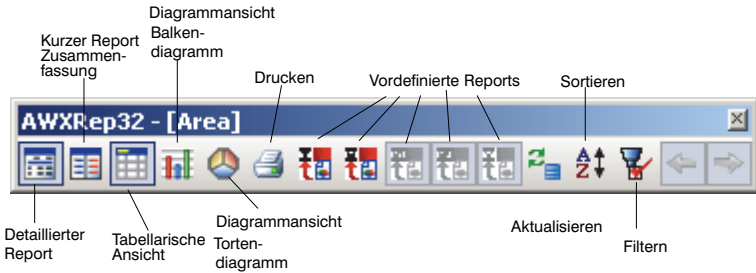 Diagrammansicht
Balken-
diagramm
Kurzer Report
Zusammen-
fassung
Drucken
Vordefinierte Reports
Sortieren
AWXRep32 - [Area]
A
Z
Detaillierter
Report
Tabellarische
Ansicht
Diagrammansicht
Torten-
diagramm
Aktualisieren
Filtern